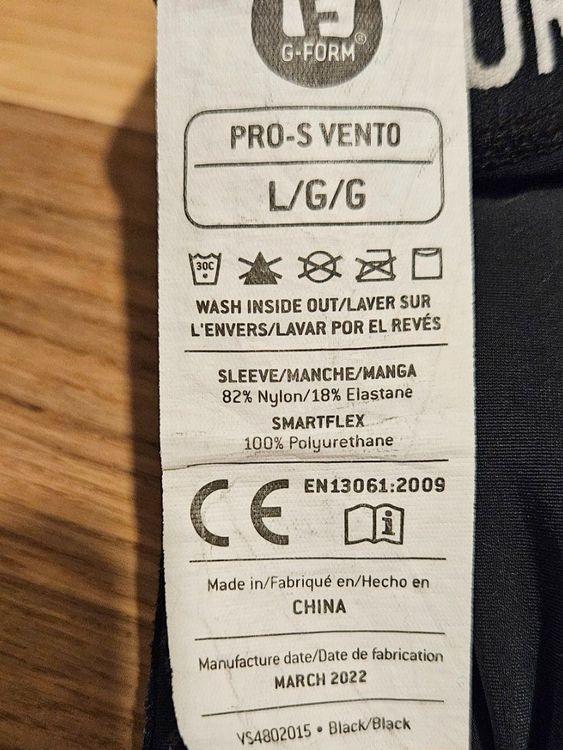 G-FORM®
PRO-S VENTO
L/G/G
30C
WASH INSIDE OUT/LAVER SUR
L'ENVERS/LAVAR POR EL REVÉS
SLEEVE/MANCHE/MANGA
82% Nylon/18% Elastane
SMARTFLEX
100% Polyurethane
CE EN13061:2009
Made in/Fabriqué en/Hecho en
CHINA
Manufacture date/Date de fabrication
MARCH 2022
VS4802015 • Black/Black